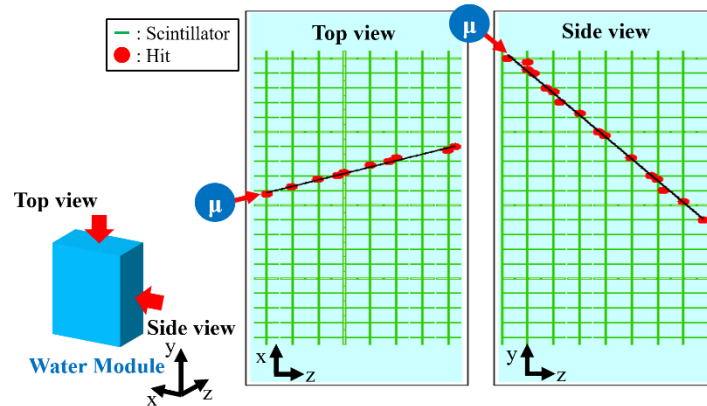 — : Scintillator
● : Hit
Top view
μ
Side view
μ
Top view
Side view
Water Module
y
x
z
x
z
y
z